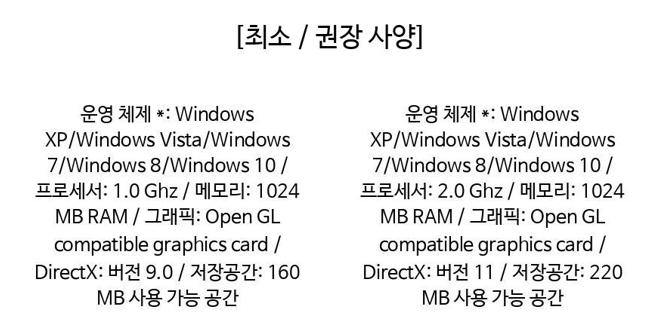 [최소 / 권장 사양]
운영 체제 *: Windows
XP/Windows Vista/Windows
7/Windows 8/Windows 10 /
프로세서: 1.0 Ghz / 메모리: 1024
MB RAM / 그래픽: Open GL
compatible graphics card /
DirectX: 버전 9.0 / 저장공간: 160
MB 사용 가능 공간
운영 체제 *: Windows
XP/Windows Vista/Windows
7/Windows 8/Windows 10 /
프로세서: 2.0 Ghz / 메모리: 1024
MB RAM / 그래픽: Open GL
compatible graphics card /
DirectX: 버전 11 / 저장공간: 220
MB 사용 가능 공간